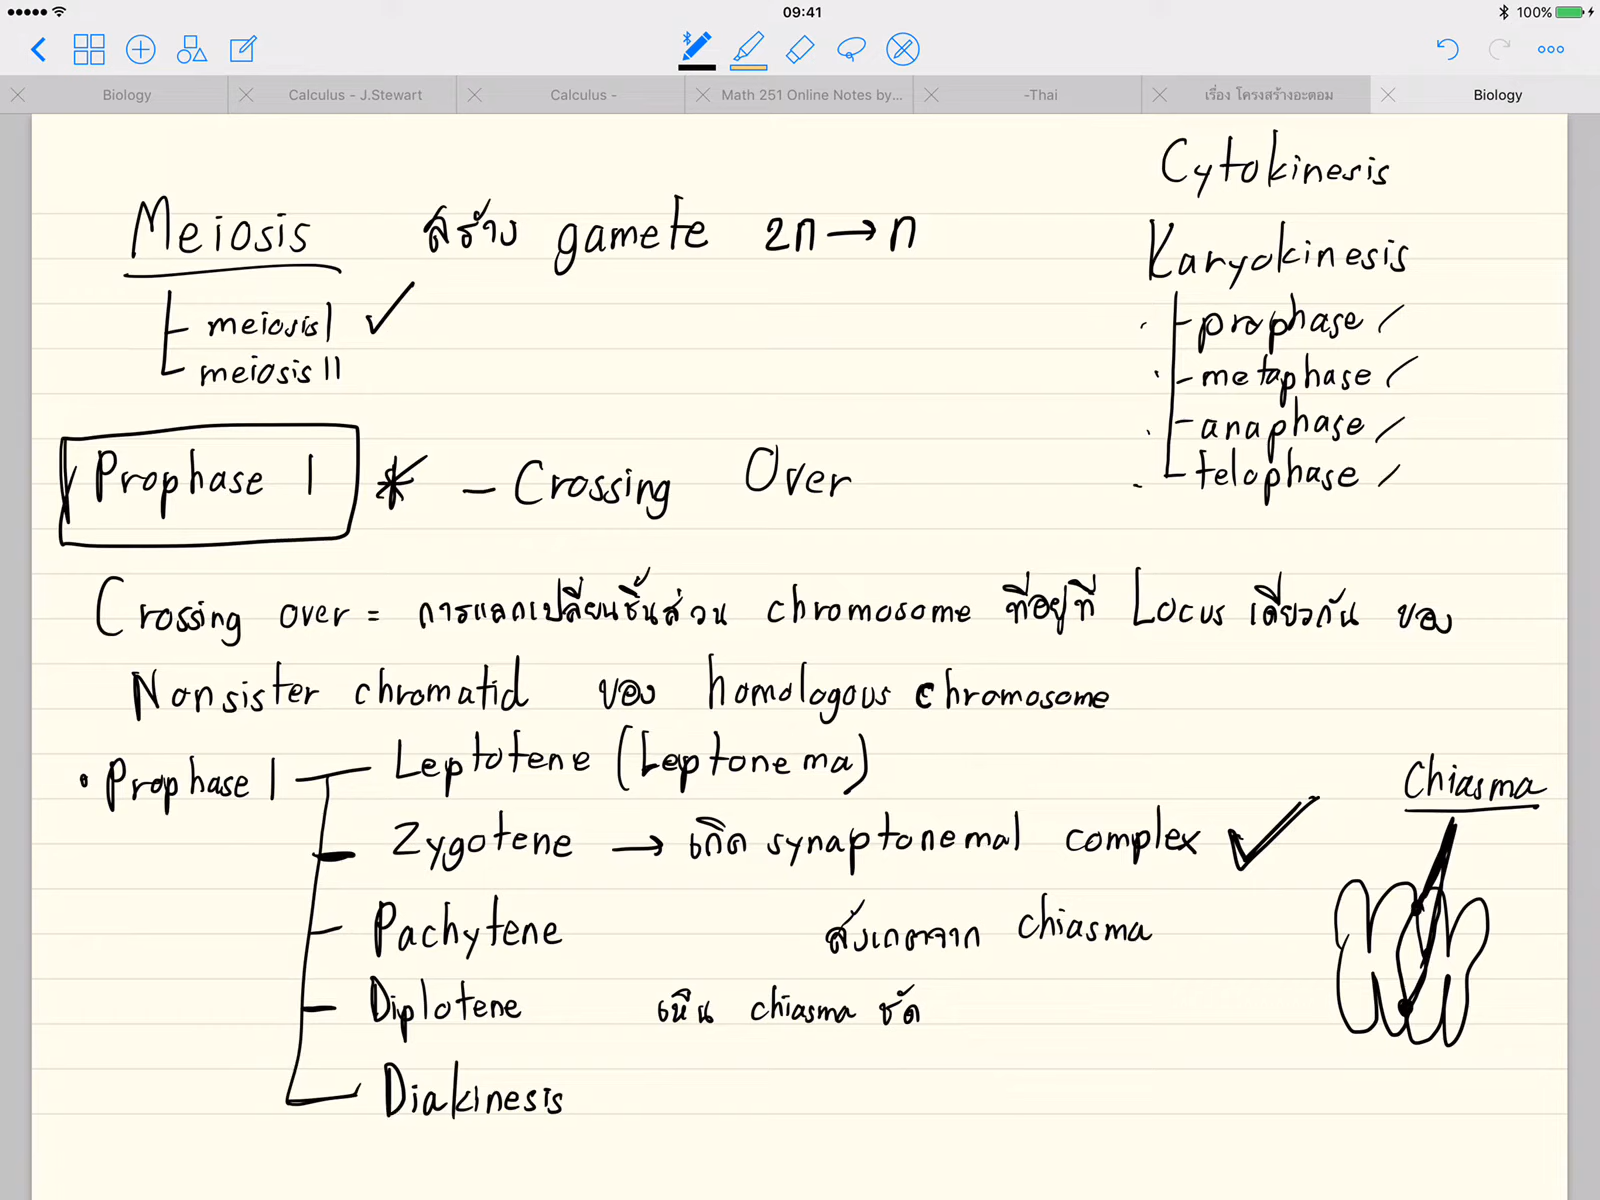 09:41
100%
Biology
Calculus - J.Stewart
Calculus -
Math 251 Online Notes by...
-Thai
เรื่อง โครงสร้างอะตอม
Biology
Cytokinesis
Meiosis สร้าง gamete 2n → n
Karyokinesis
meiosis I ✓
meiosis II
- prophase /
- metaphase /
- anaphase /
- telophase /
Prophase I * - Crossing Over
Crossing over = การแลกเปลี่ยนชิ้นส่วน chromosome ที่อยู่ที่ Locus เดียวกัน ของ
Nonsister chromatid ของ homologous chromosome
• Prophase I
Leptotene (Leptonema)
Zygotene → เกิด synaptonemal complex ✓
Pachytene สังเกตจาก chiasma
Diplotene เห็น chiasma ชัด
Diakinesis
Chiasma